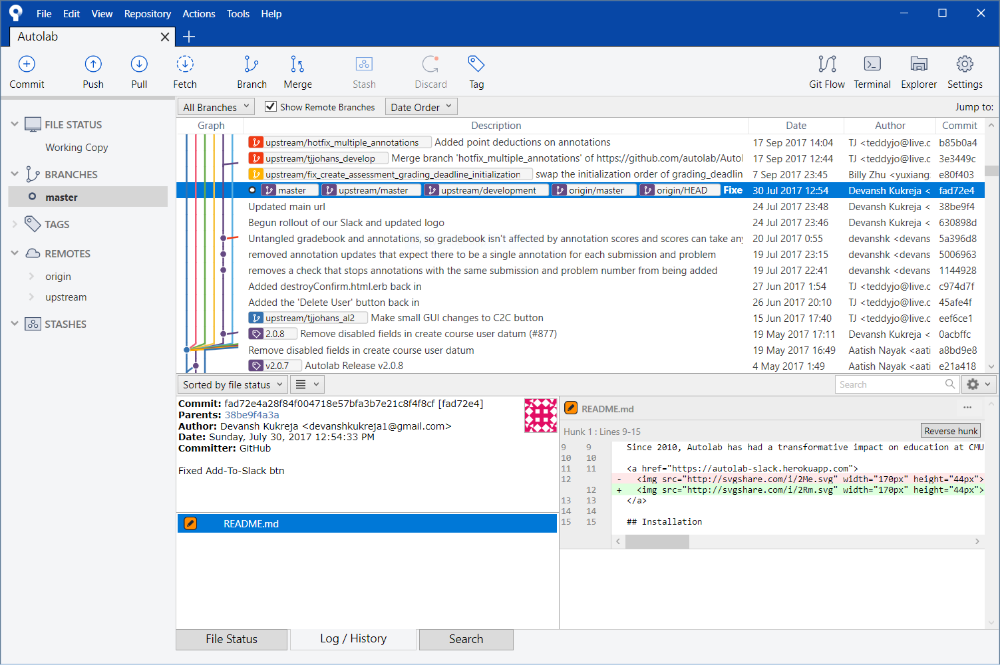 File Edit View Repository Actions Tools Help
Autolab
Commit Push Pull Fetch Branch Merge Stash Discard Tag Git Flow Terminal Explorer Settings
All Branches Show Remote Branches Date Order Jump to:
FILE STATUS
Working Copy
BRANCHES
master
TAGS
REMOTES
origin
upstream
STASHES
Graph Description Date Author Commit
upstream/hotfix_multiple_annotations Added point deductions on annotations 17 Sep 2017 14:04 TJ <teddyjo@live.c b85b0a4
upstream/tjjohans_develop Merge branch 'hotfix_multiple_annotations' of https://github.com/autolab/Autol 17 Sep 2017 12:44 TJ <teddyjo@live.c 3e3449c
upstream/fix_create_assessment_grading_deadline_initialization swap the initialization order of grading_deadlin 7 Sep 2017 23:45 Billy Zhu <yuxiang. e80f403
master upstream/master upstream/development origin/master origin/HEAD Fixe 30 Jul 2017 12:54 Devansh Kukreja < fad72e4
Updated main url 24 Jul 2017 23:48 Devansh Kukreja < 38be9f4
Begun rollout of our Slack and updated logo 24 Jul 2017 23:46 Devansh Kukreja < 630898d
Untangled gradebook and annotations, so gradebook isn't affected by annotation scores and scores can take any 20 Jul 2017 0:55 devanshk <devans 5a396d8
removed annotation updates that expect there to be a single annotation for each submission and problem 19 Jul 2017 23:15 devanshk <devans 5006963
removes a check that stops annotations with the same submission and problem number from being added 19 Jul 2017 22:41 devanshk <devans 1144928
Added destroyConfirm.html.erb back in 27 Jun 2017 1:54 TJ <teddyjo@live.c c974d7f
Added the 'Delete User' button back in 26 Jun 2017 20:10 TJ <teddyjo@live.c 45afe4f
upstream/tjjohans_al2 Make small GUI changes to C2C button 15 Jun 2017 17:40 TJ <teddyjo@live.c eef6ce1
2.0.8 Remove disabled fields in create course user datum (#877) 19 May 2017 17:11 Devansh Kukreja < 0acbffc
Remove disabled fields in create course user datum 19 May 2017 16:49 Aatish Nayak <aati a8bd9e8
v2.0.7 Autolab Release v2.0.8 4 May 2017 1:49 Aatish Nayak <aati e21a418
Sorted by file status Search
Commit: fad72e4a28f84f004718e57bfa3b7e21c8f4f8cf [fad72e4]
Parents: 38be9f4a3a
Author: Devansh Kukreja <devanshkukreja1@gmail.com>
Date: Sunday, July 30, 2017 12:54:33 PM
Committer: GitHub
Fixed Add-To-Slack btn
README.md
README.md
Hunk 1 : Lines 9-15 Reverse hunk
9 9 Since 2010, Autolab has had a transformative impact on education at CMU
10 10
11 11 <a href="https://autolab-slack.herokuapp.com">
12 - <img src="http://svgshare.com/i/2Me.svg" width="170px" height="44px">
12 + <img src="http://svgshare.com/i/2Rm.svg" width="170px" height="44px">
13 13 </a>
14 14
15 15 ## Installation
File Status Log / History Search